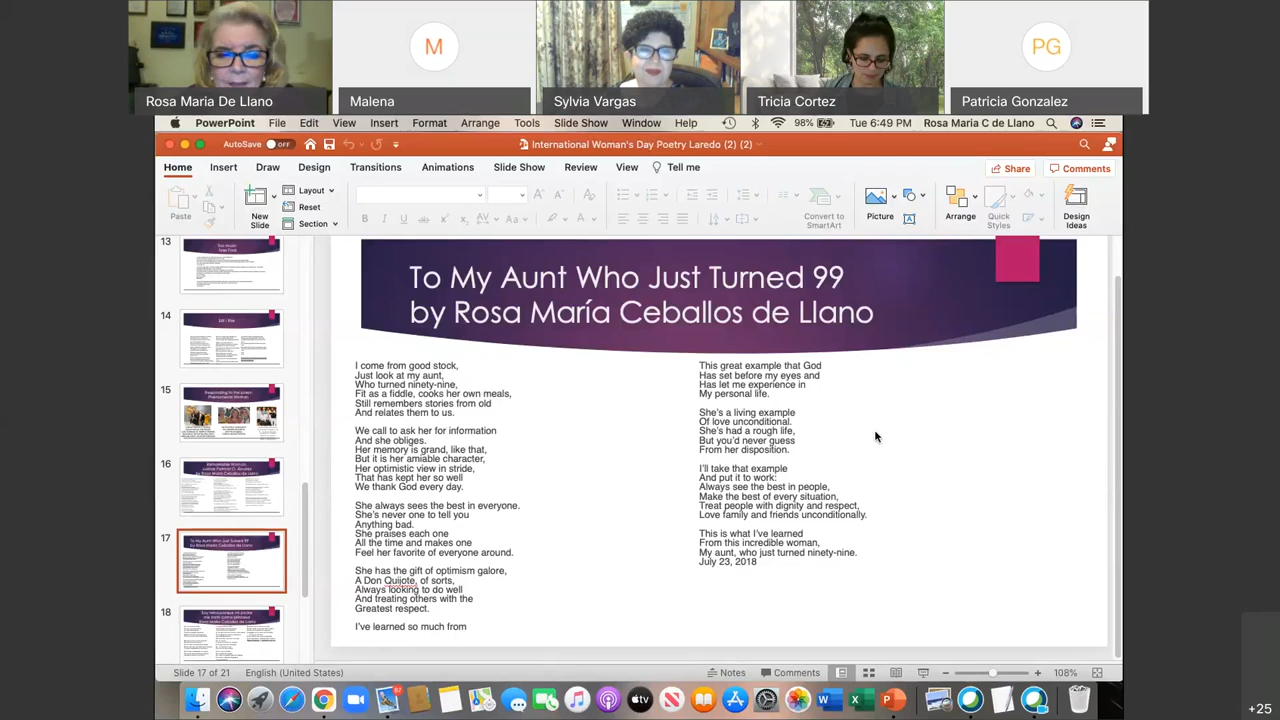 M
PG
Rosa Maria De Llano
Malena
Sylvia Vargas
Tricia Cortez
Patricia Gonzalez
PowerPoint File Edit View Insert Format Arrange Tools Slide Show Window Help 98% Tue 6:49 PM Rosa Maria C de Llano
AutoSave OFF International Woman's Day Poetry Laredo (2) (2)
Home Insert Draw Design Transitions Animations Slide Show Review View Tell me Share Comments
Paste New Slide Layout Reset Section Convert to SmartArt Picture Arrange Quick Styles Design Ideas
13
14
15
16
17
18
To My Aunt Who Just Turned 99
by Rosa María Ceballos de Llano
I come from good stock,
Just look at my aunt,
Who turned ninety-nine,
Fit as a fiddle, cooks her own meals,
Still remembers stories from old
And relates them to us.
We call to ask her for information
And she obliges.
Her memory is grand, like that,
But it is her amiable character,
Her optimistic view in stride,
That has kept her so well
We thank God every day.
She always sees the best in everyone.
She's never one to tell you
Anything bad.
She praises each one
All the time and makes one
Feel her favorite of everyone around.
She has the gift of optimism galore,
A Don Quijote, of sorts
Always looking to do well
And treating others with the
Greatest respect.
I've learned so much from
This great example that God
Has set before my eyes and
Has let me experience in
My personal life.
She's a living example
Of love unconditional.
She's had a rough life,
But you'd never guess
From her disposition.
I'll take that example
And put it to work:
Always see the best in people,
Make the best of every situation,
Treat people with dignity and respect,
Love family and friends unconditionally.
This is what I've learned
From this incredible woman,
My aunt, who just turned ninety-nine.
July 23, 2018
Slide 17 of 21 English (United States) Notes Comments 108%
+25